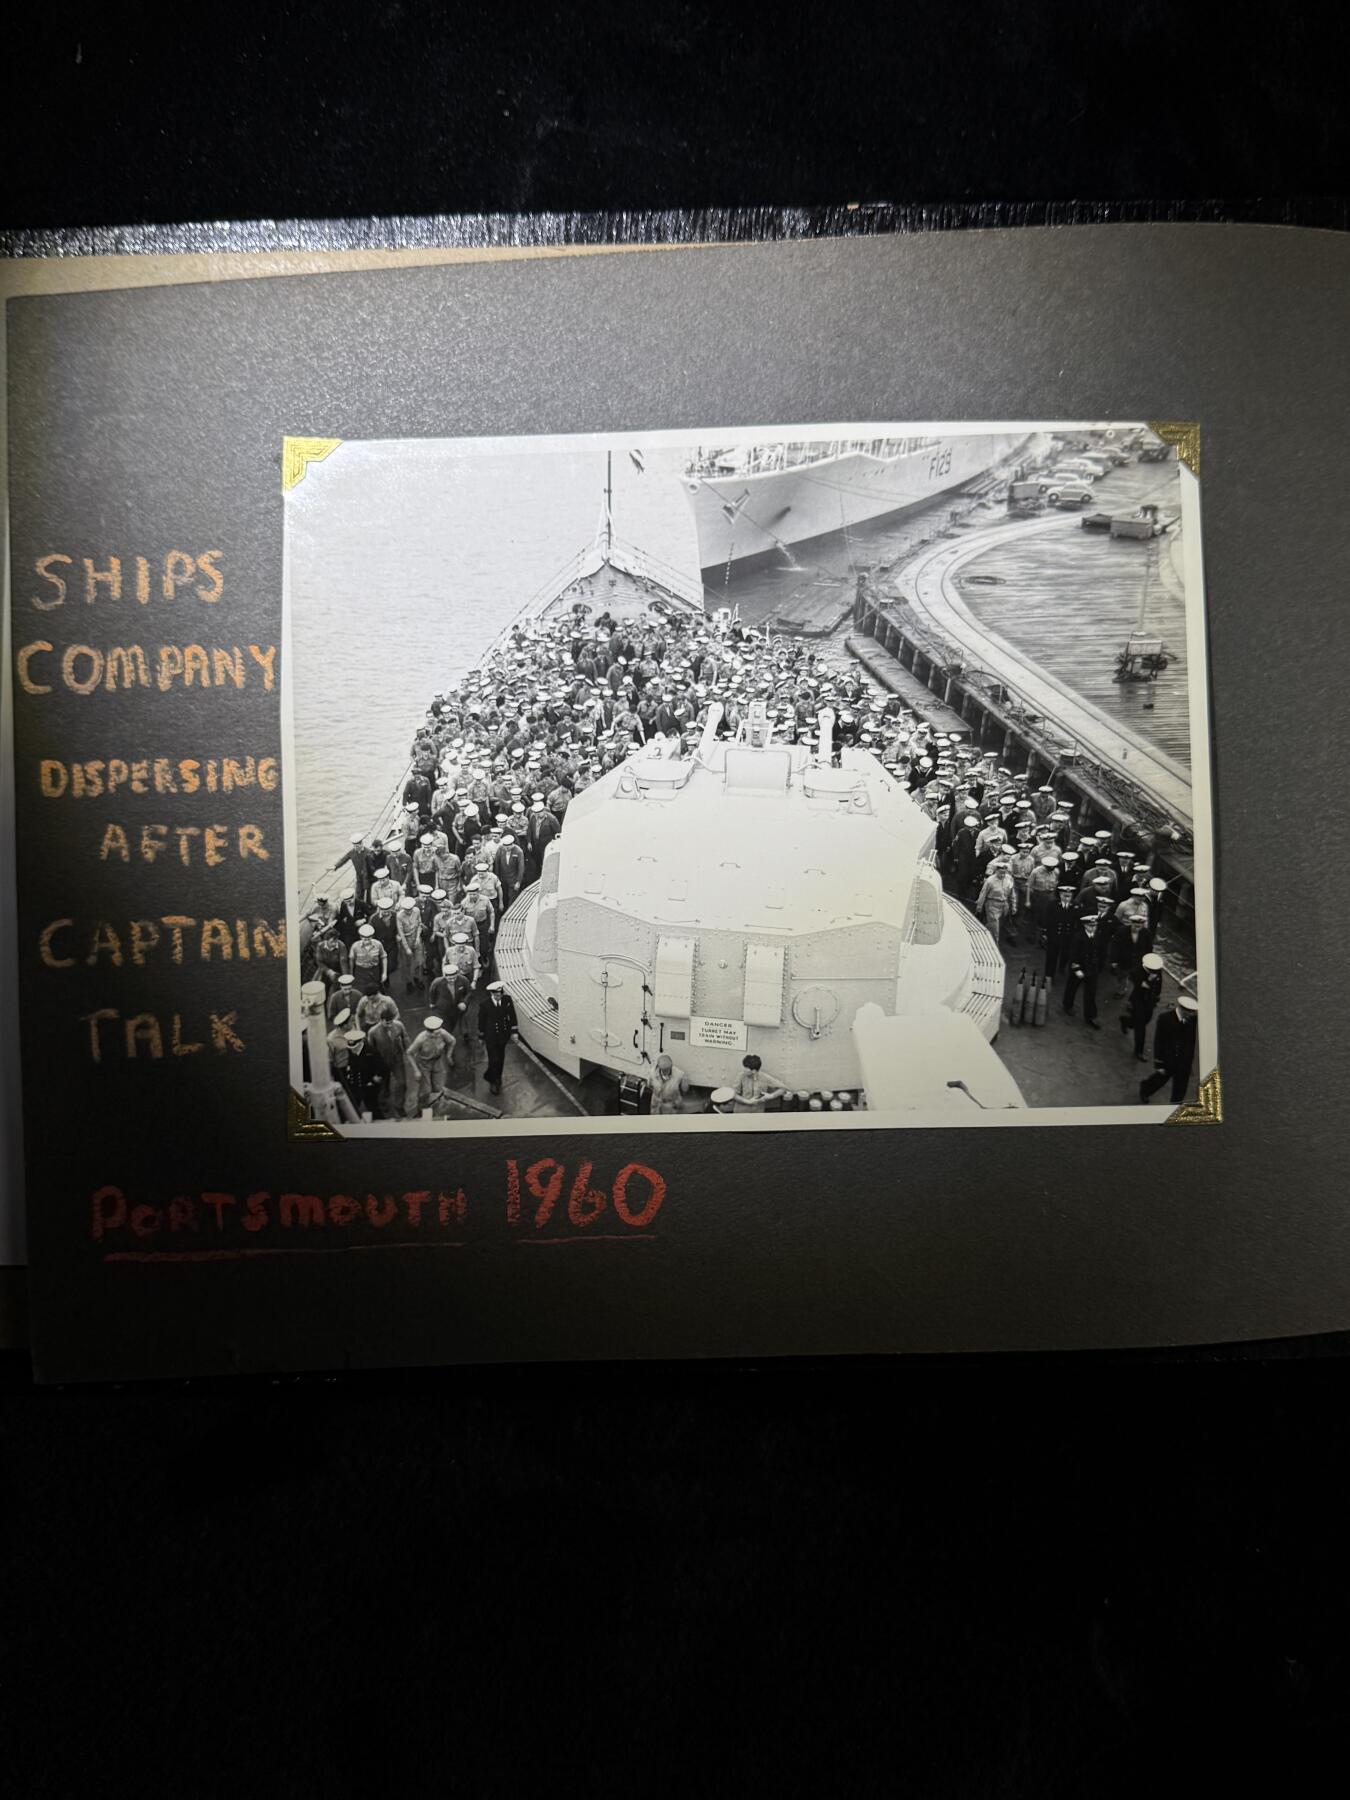 F129
SHIPS
COMPANY
DISPERSING
AFTER
CAPTAIN
TALK
DANGER
TURRET MAY
TRAIN WITHOUT
WARNING
PORTSMOUTH 1960